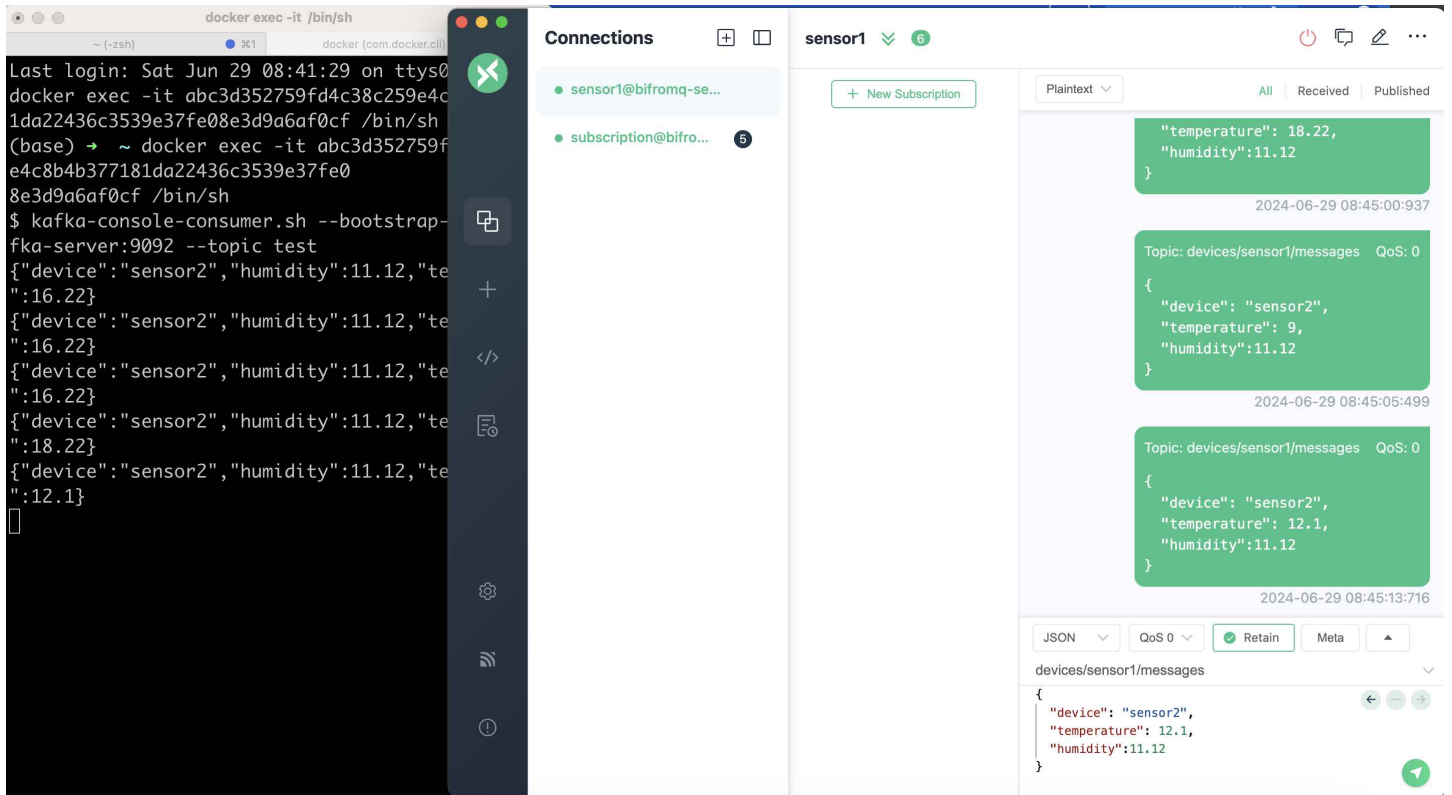 docker exec -it /bin/sh
~ (-zsh)
⌘1
docker (com.docker.cli)
Last login: Sat Jun 29 08:41:29 on ttys0
docker exec -it abc3d352759fd4c38c259e4c
1da22436c3539e37fe08e3d9a6af0cf /bin/sh
(base) → ~ docker exec -it abc3d352759f
e4c8b4b377181da22436c3539e37fe0
8e3d9a6af0cf /bin/sh
$ kafka-console-consumer.sh --bootstrap-
fka-server:9092 --topic test
{"device":"sensor2","humidity":11.12,"te
":16.22}
{"device":"sensor2","humidity":11.12,"te
":16.22}
{"device":"sensor2","humidity":11.12,"te
":16.22}
{"device":"sensor2","humidity":11.12,"te
":18.22}
{"device":"sensor2","humidity":11.12,"te
":12.1}
Connections
sensor1@bifromq-se...
subscription@bifro...
5
sensor1
6
+ New Subscription
Plaintext
All
Received
Published
"temperature": 18.22,
"humidity":11.12
}
2024-06-29 08:45:00:937
Topic: devices/sensor1/messages QoS: 0
{
"device": "sensor2",
"temperature": 9,
"humidity":11.12
}
2024-06-29 08:45:05:499
Topic: devices/sensor1/messages QoS: 0
{
"device": "sensor2",
"temperature": 12.1,
"humidity":11.12
}
2024-06-29 08:45:13:716
JSON
QoS 0
Retain
Meta
devices/sensor1/messages
{
"device": "sensor2",
"temperature": 12.1,
"humidity":11.12
}